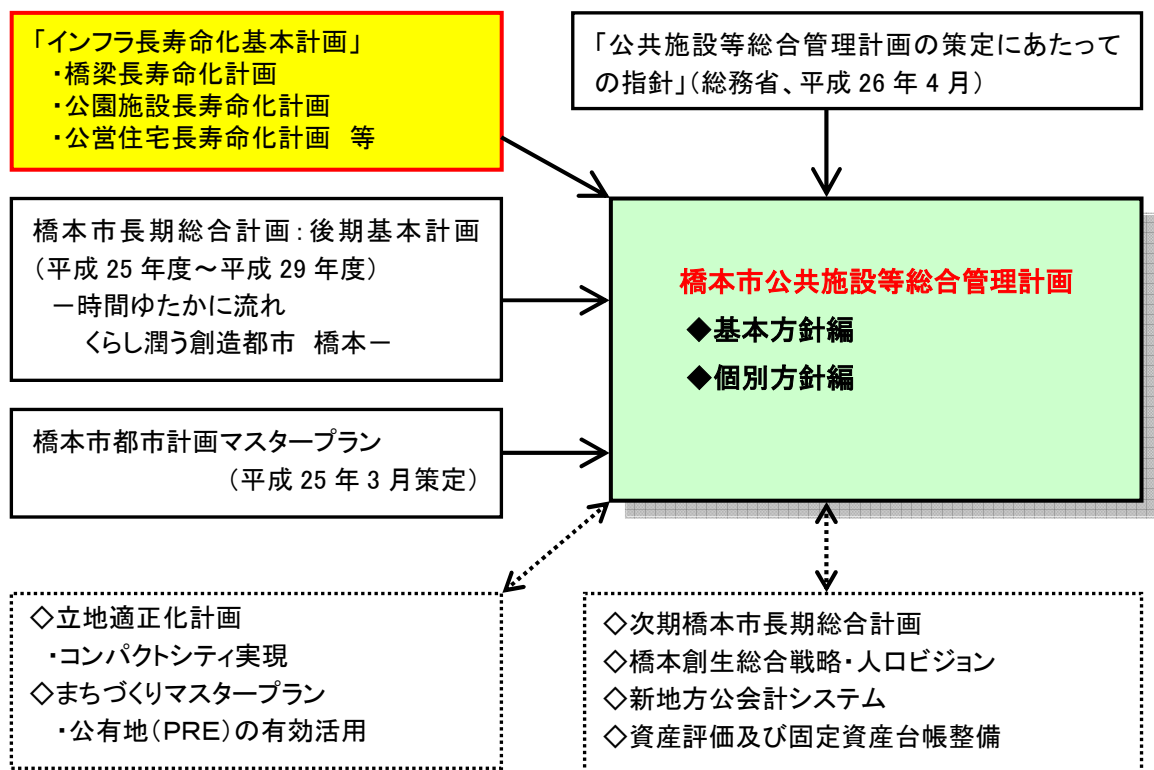 「インフラ長寿命化基本計画」
・橋梁長寿命化計画
・公園施設長寿命化計画
・公営住宅長寿命化計画　等
「公共施設等総合管理計画の策定にあたって
の指針」（総務省、平成 26 年 4 月）
橋本市長期総合計画：後期基本計画
（平成 25 年度～平成 29 年度）
－時間ゆたかに流れ
くらし潤う創造都市　橋本－
橋本市都市計画マスタープラン
（平成 25 年 3 月策定）
橋本市公共施設等総合管理計画
◆基本方針編
◆個別方針編
◇立地適正化計画
・コンパクトシティ実現
◇まちづくりマスタープラン
・公有地（PRE）の有効活用
◇次期橋本市長期総合計画
◇橋本創生総合戦略・人口ビジョン
◇新地方公会計システム
◇資産評価及び固定資産台帳整備